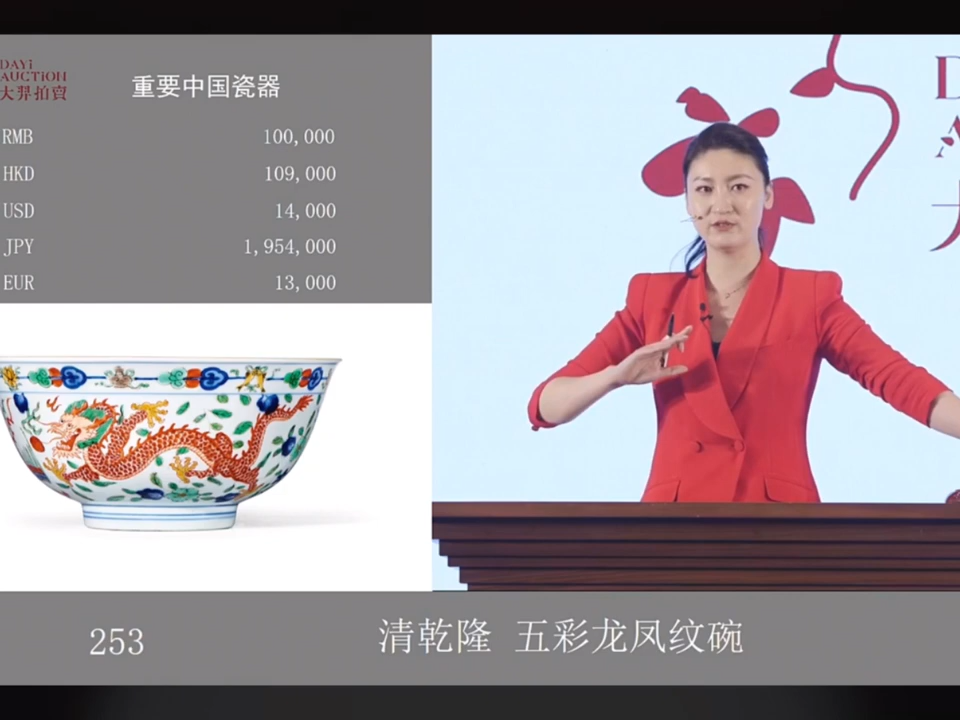 DAYi
AUCTiON
大羿拍賣
重要中国瓷器
RMB 100,000
HKD 109,000
USD 14,000
JPY 1,954,000
EUR 13,000
253
清乾隆 五彩龙凤纹碗